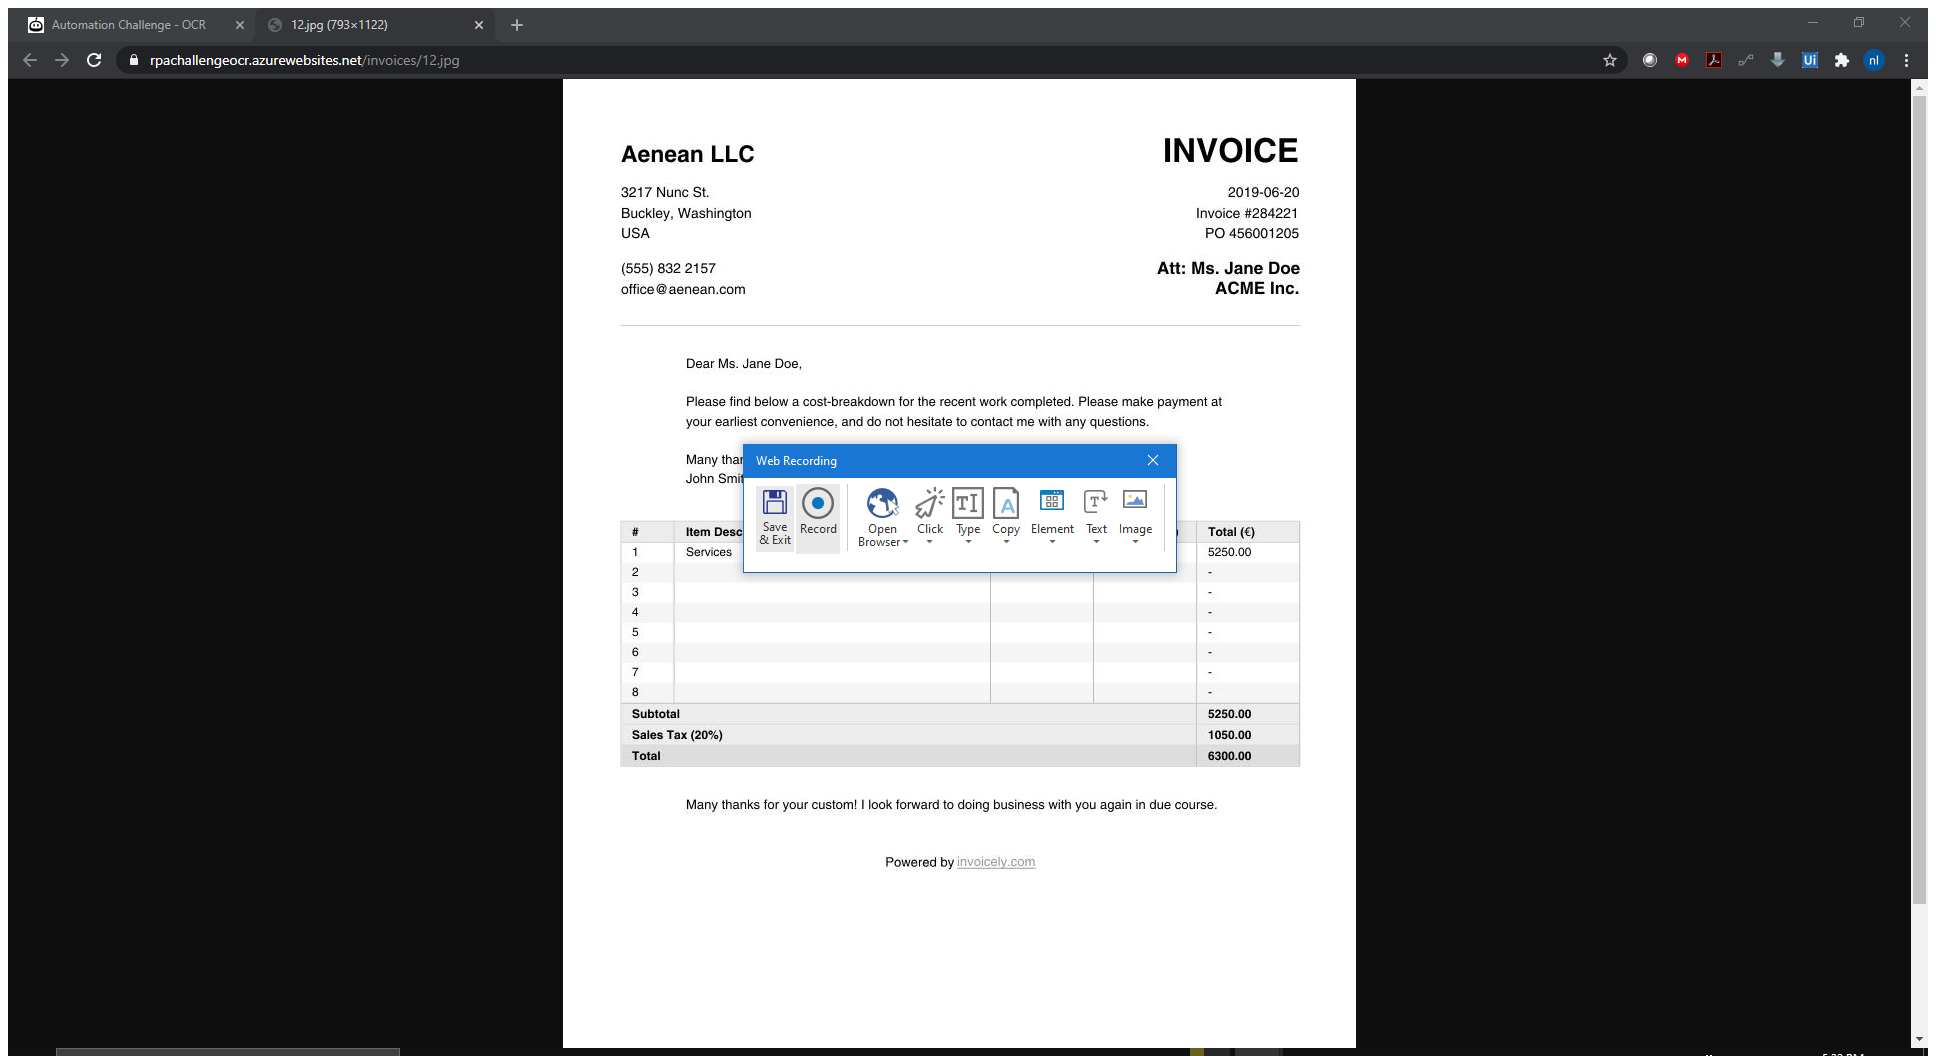 Automation Challenge - OCR
12.jpg (793×1122)
rpachallengeocr.azurewebsites.net/invoices/12.jpg
M
Ui
nl
Aenean LLC
INVOICE
3217 Nunc St.
2019-06-20
Buckley, Washington
Invoice #284221
USA
PO 456001205
(555) 832 2157
Att: Ms. Jane Doe
office@aenean.com
ACME Inc.
Dear Ms. Jane Doe,
Please find below a cost-breakdown for the recent work completed. Please make payment at
your earliest convenience, and do not hesitate to contact me with any questions.
Many
John
Web Recording
Save
& Exit
Record
Open
Browser
Click
Type
Copy
Element
Text
Image
# Item Total (€)
1 Services 5250.00
2 -
3 -
4 -
5 -
6 -
7 -
8 -
Subtotal 5250.00
Sales Tax (20%) 1050.00
Total 6300.00
Many thanks for your custom! I look forward to doing business with you again in due course.
Powered by invoicely.com